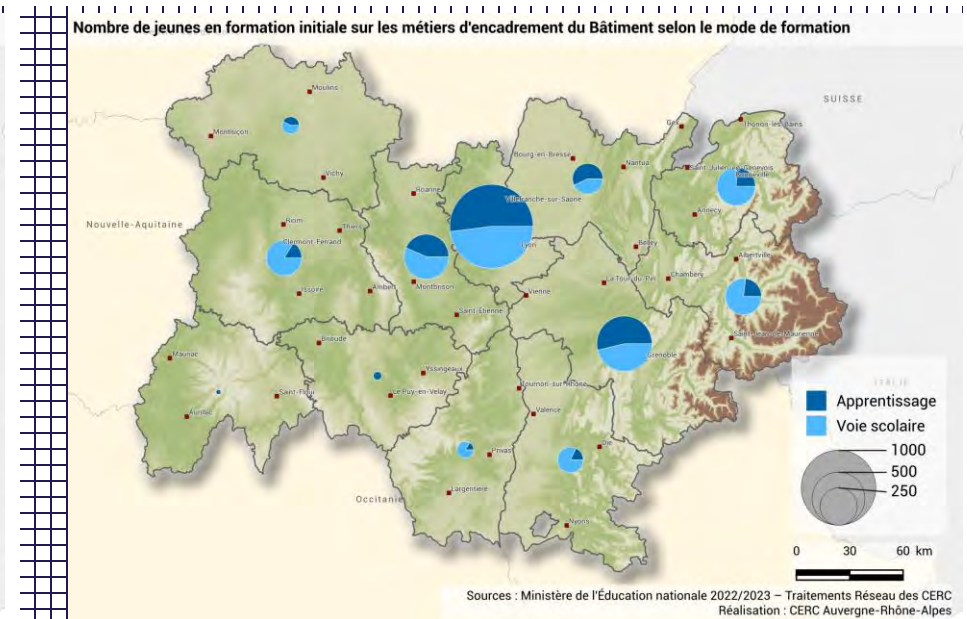 Nombre de jeunes en formation initiale sur les métiers d'encadrement du Bâtiment selon le mode de formation
SUISSE
Moulins
Montluçon
Vichy
Gex
Thonon-les-Bains
Bourg-en-Bresse
Nantua
Saint-Julien-en-Genevois
Bonneville
Roanne
Villefranche-sur-Saône
Annecy
Nouvelle-Aquitaine
Riom
Thiers
Clermont-Ferrand
Lyon
Belley
Albertville
Issoire
Ambert
Montbrison
Vienne
La Tour-du-Pin
Chambéry
Saint-Etienne
Saint-Jean-de-Maurienne
Brioude
Grenoble
Mauriac
Yssingeaux
Tournon-sur-Rhône
Saint-Flour
Le Puy-en-Velay
Aurillac
Valence
Privas
Die
Largentière
Occitanie
Nyons
ITALIE
Apprentissage
Voie scolaire
1000
500
250
0 30 60 km
Sources : Ministère de l'Éducation nationale 2022/2023 – Traitements Réseau des CERC
Réalisation : CERC Auvergne-Rhône-Alpes